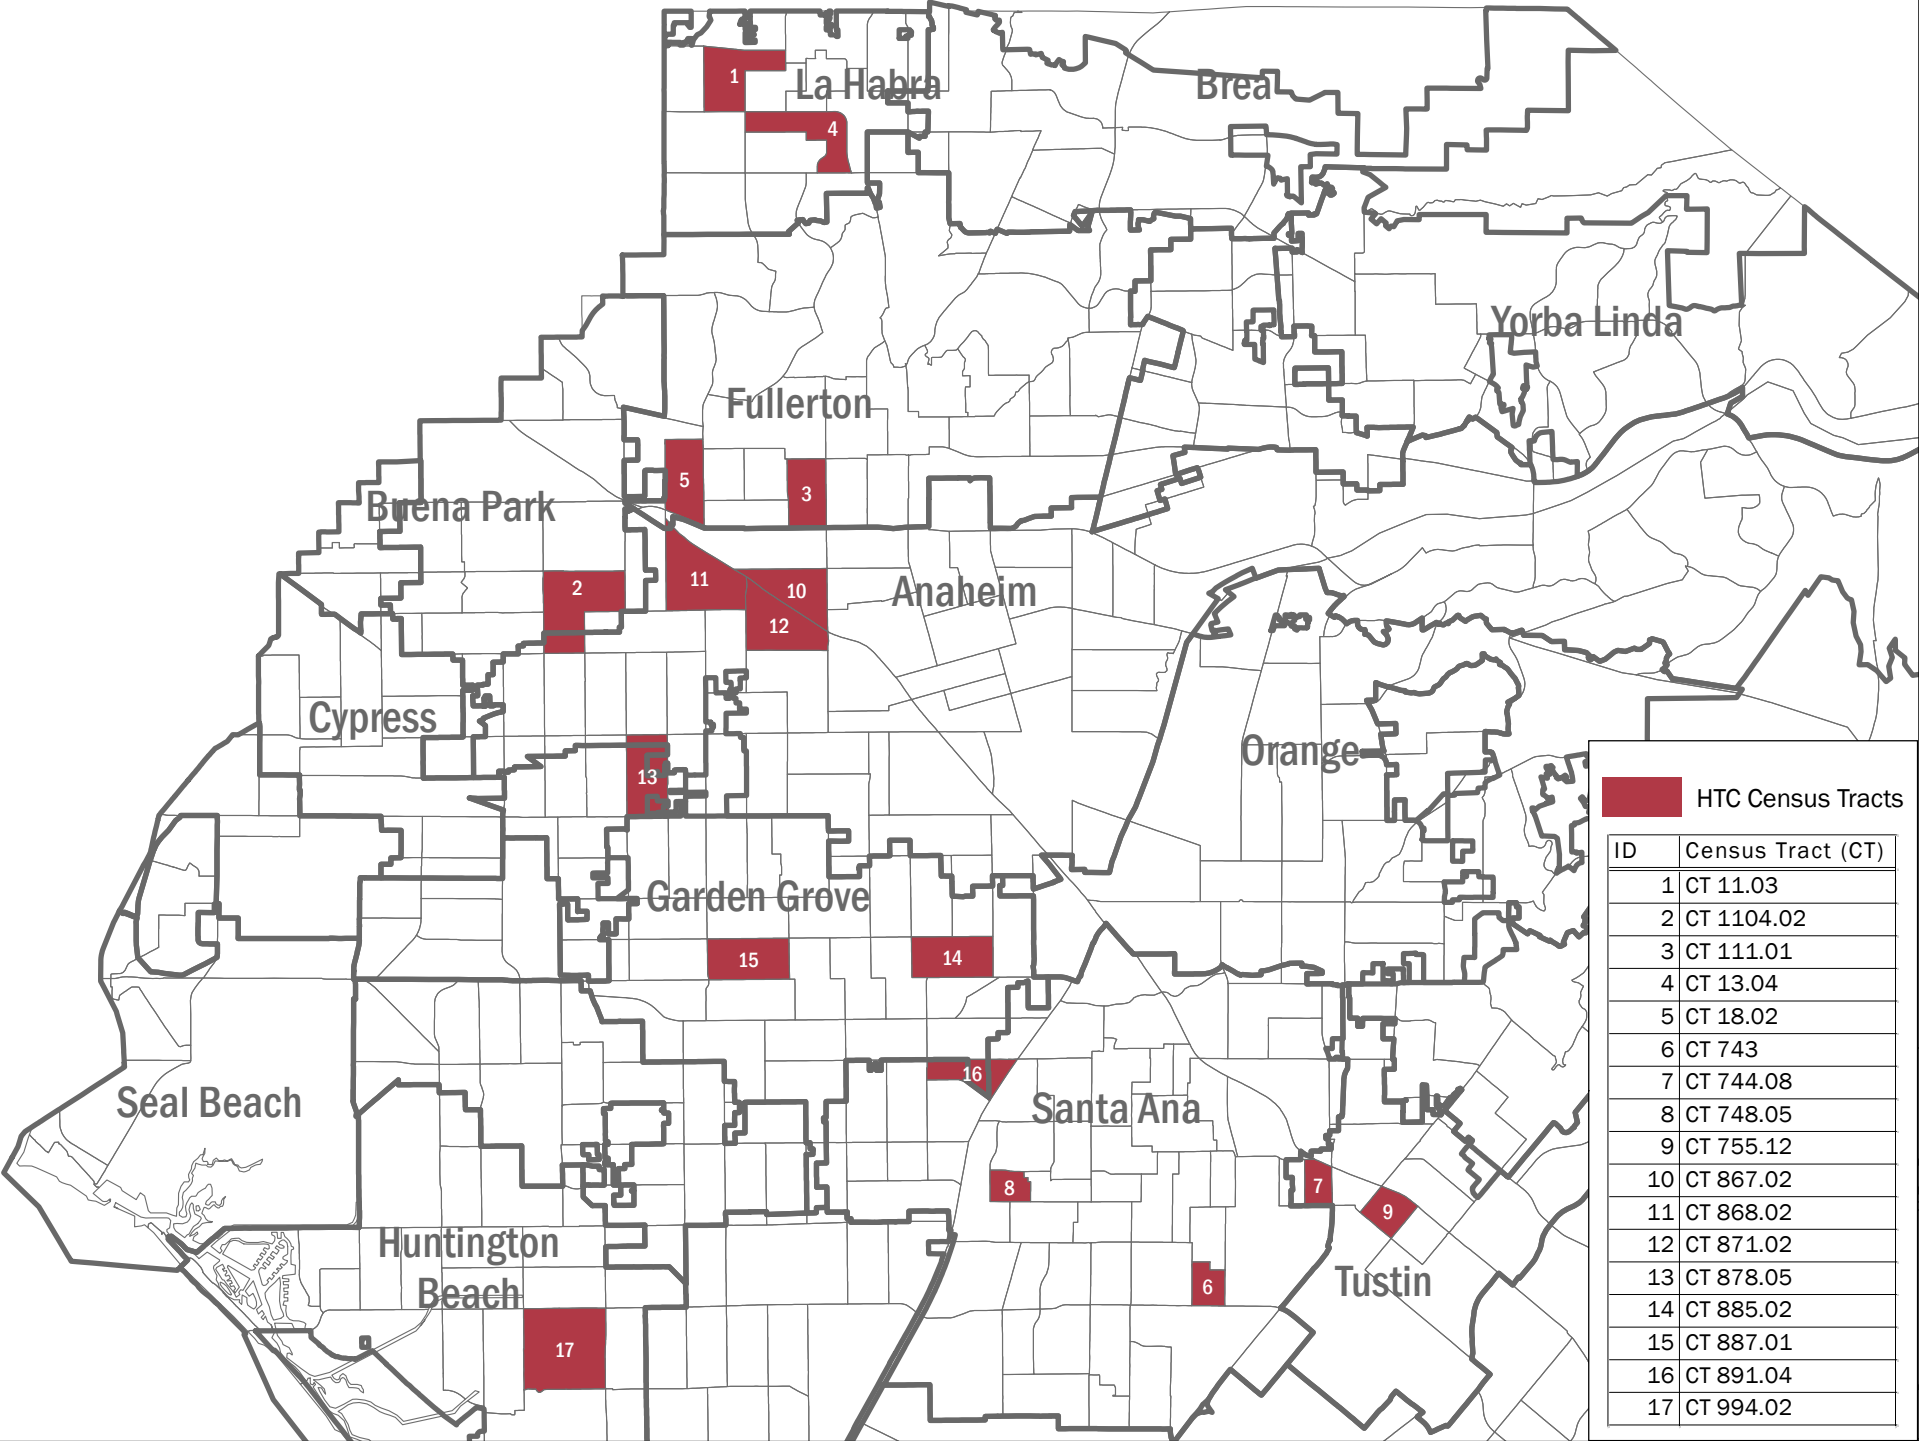 1
La Habra
Brea
4
Yorba Linda
Fullerton
5
3
Buena Park
2
11
10
Anaheim
12
Cypress
13
Orange
Garden Grove
15
14
16
Seal Beach
Santa Ana
8
7
9
Huntington
Beach
6
Tustin
17
HTC Census Tracts
ID Census Tract (CT)
1 CT 11.03
2 CT 1104.02
3 CT 111.01
4 CT 13.04
5 CT 18.02
6 CT 743
7 CT 744.08
8 CT 748.05
9 CT 755.12
10 CT 867.02
11 CT 868.02
12 CT 871.02
13 CT 878.05
14 CT 885.02
15 CT 887.01
16 CT 891.04
17 CT 994.02